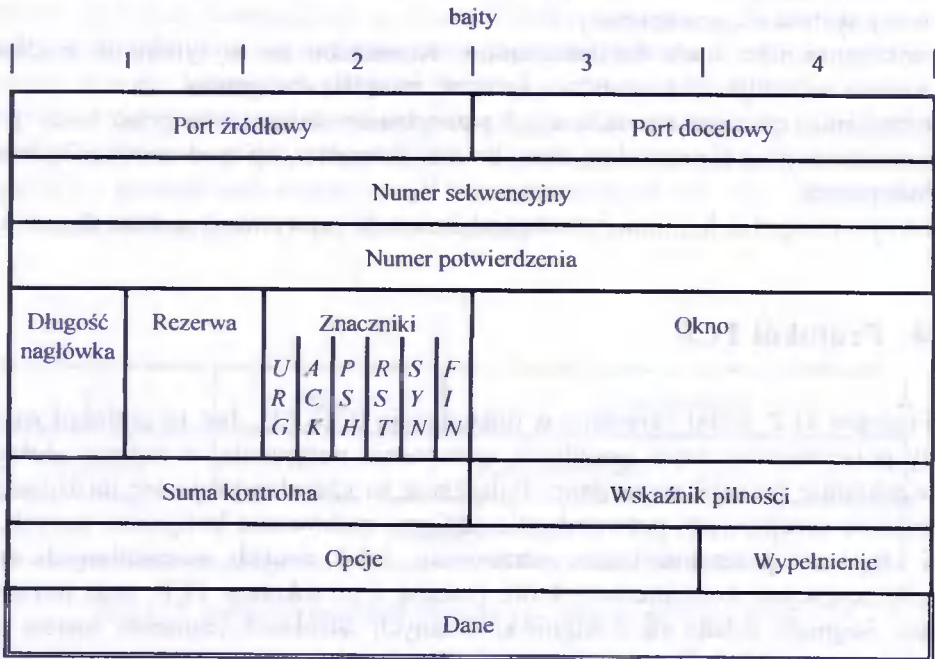 bajty
1 2 3 4
Port źródłowy Port docelowy
Numer sekwencyjny
Numer potwierdzenia
Długość nagłówka Rezerwa Znaczniki Okno
U A P R S F
R C S S Y I
G K H T N N
Suma kontrolna Wskaźnik pilności
Opcje Wypełnienie
Dane